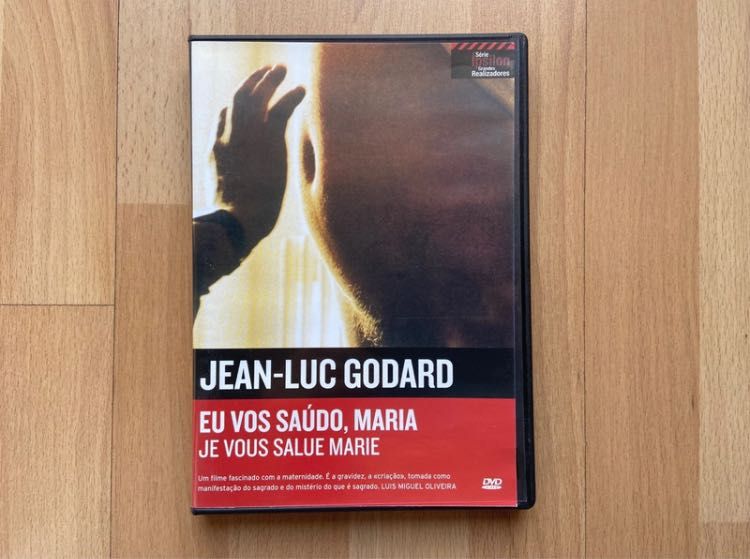 Série
Ípsilon
Grandes
Realizadores
JEAN-LUC GODARD
EU VOS SAÚDO, MARIA
JE VOUS SALUE MARIE
Um filme fascinado com a maternidade. É a gravidez, a «criação», tomada como
manifestação do sagrado e do mistério do que é sagrado. LUIS MIGUEL OLIVEIRA
DVD